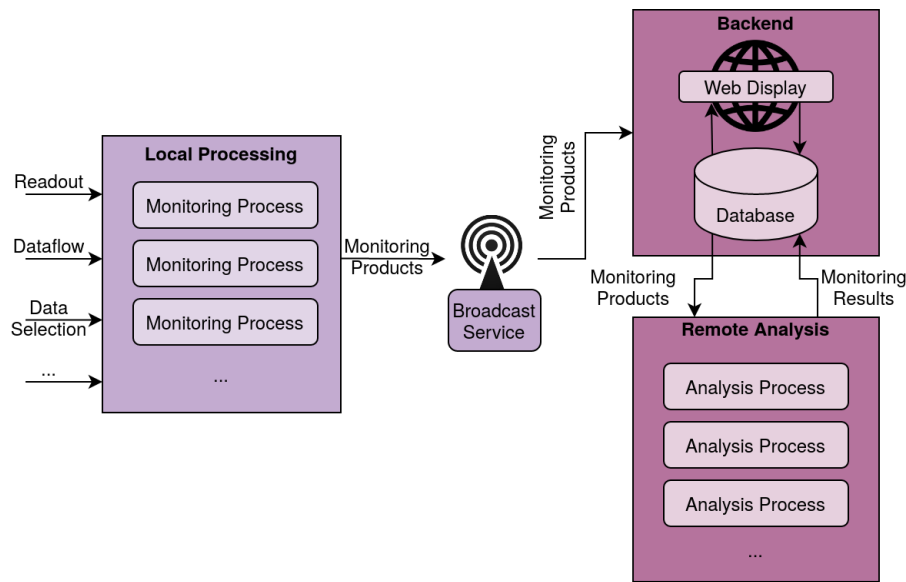 Readout
Dataflow
Data
Selection
...
Local Processing
Monitoring Process
Monitoring Process
Monitoring Process
...
Monitoring
Products
Broadcast
Service
Monitoring
Products
Backend
Web Display
Database
Monitoring
Products
Monitoring
Results
Remote Analysis
Analysis Process
Analysis Process
Analysis Process
...